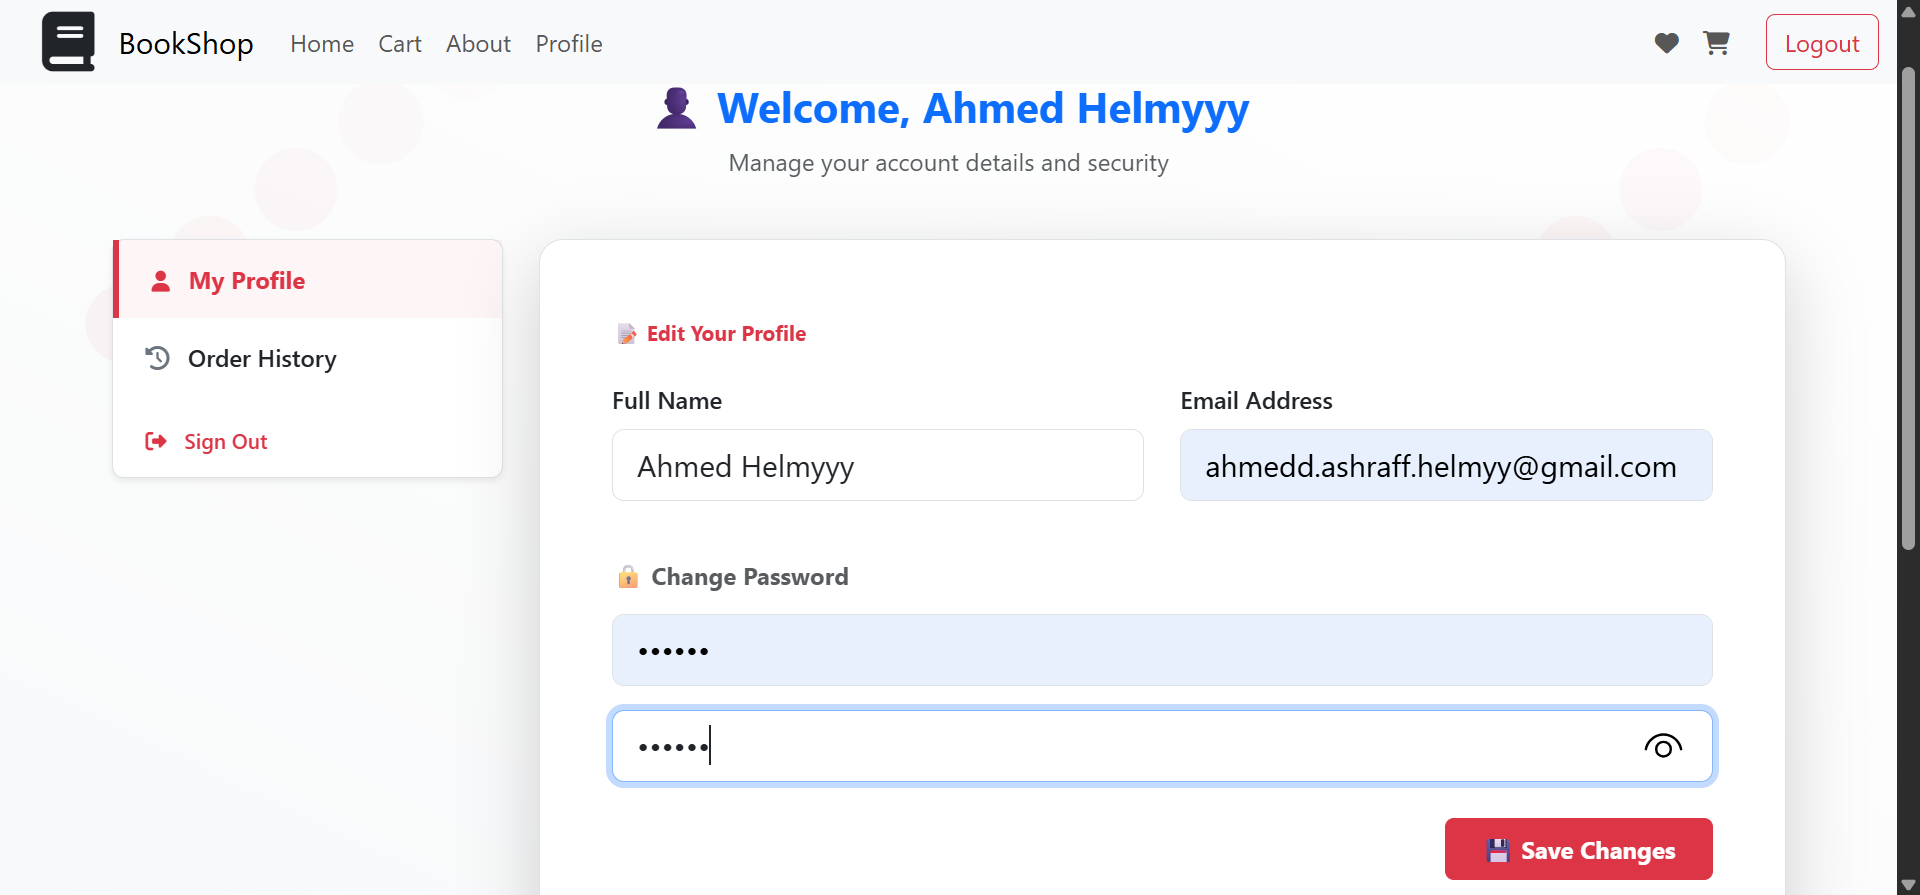 BookShop Home Cart About Profile Logout
Welcome, Ahmed Helmyyy
Manage your account details and security
My Profile
Order History
Sign Out
Edit Your Profile
Full Name
Email Address
Ahmed Helmyyy
ahmedd.ashraff.helmyy@gmail.com
Change Password
••••••
••••••
Save Changes